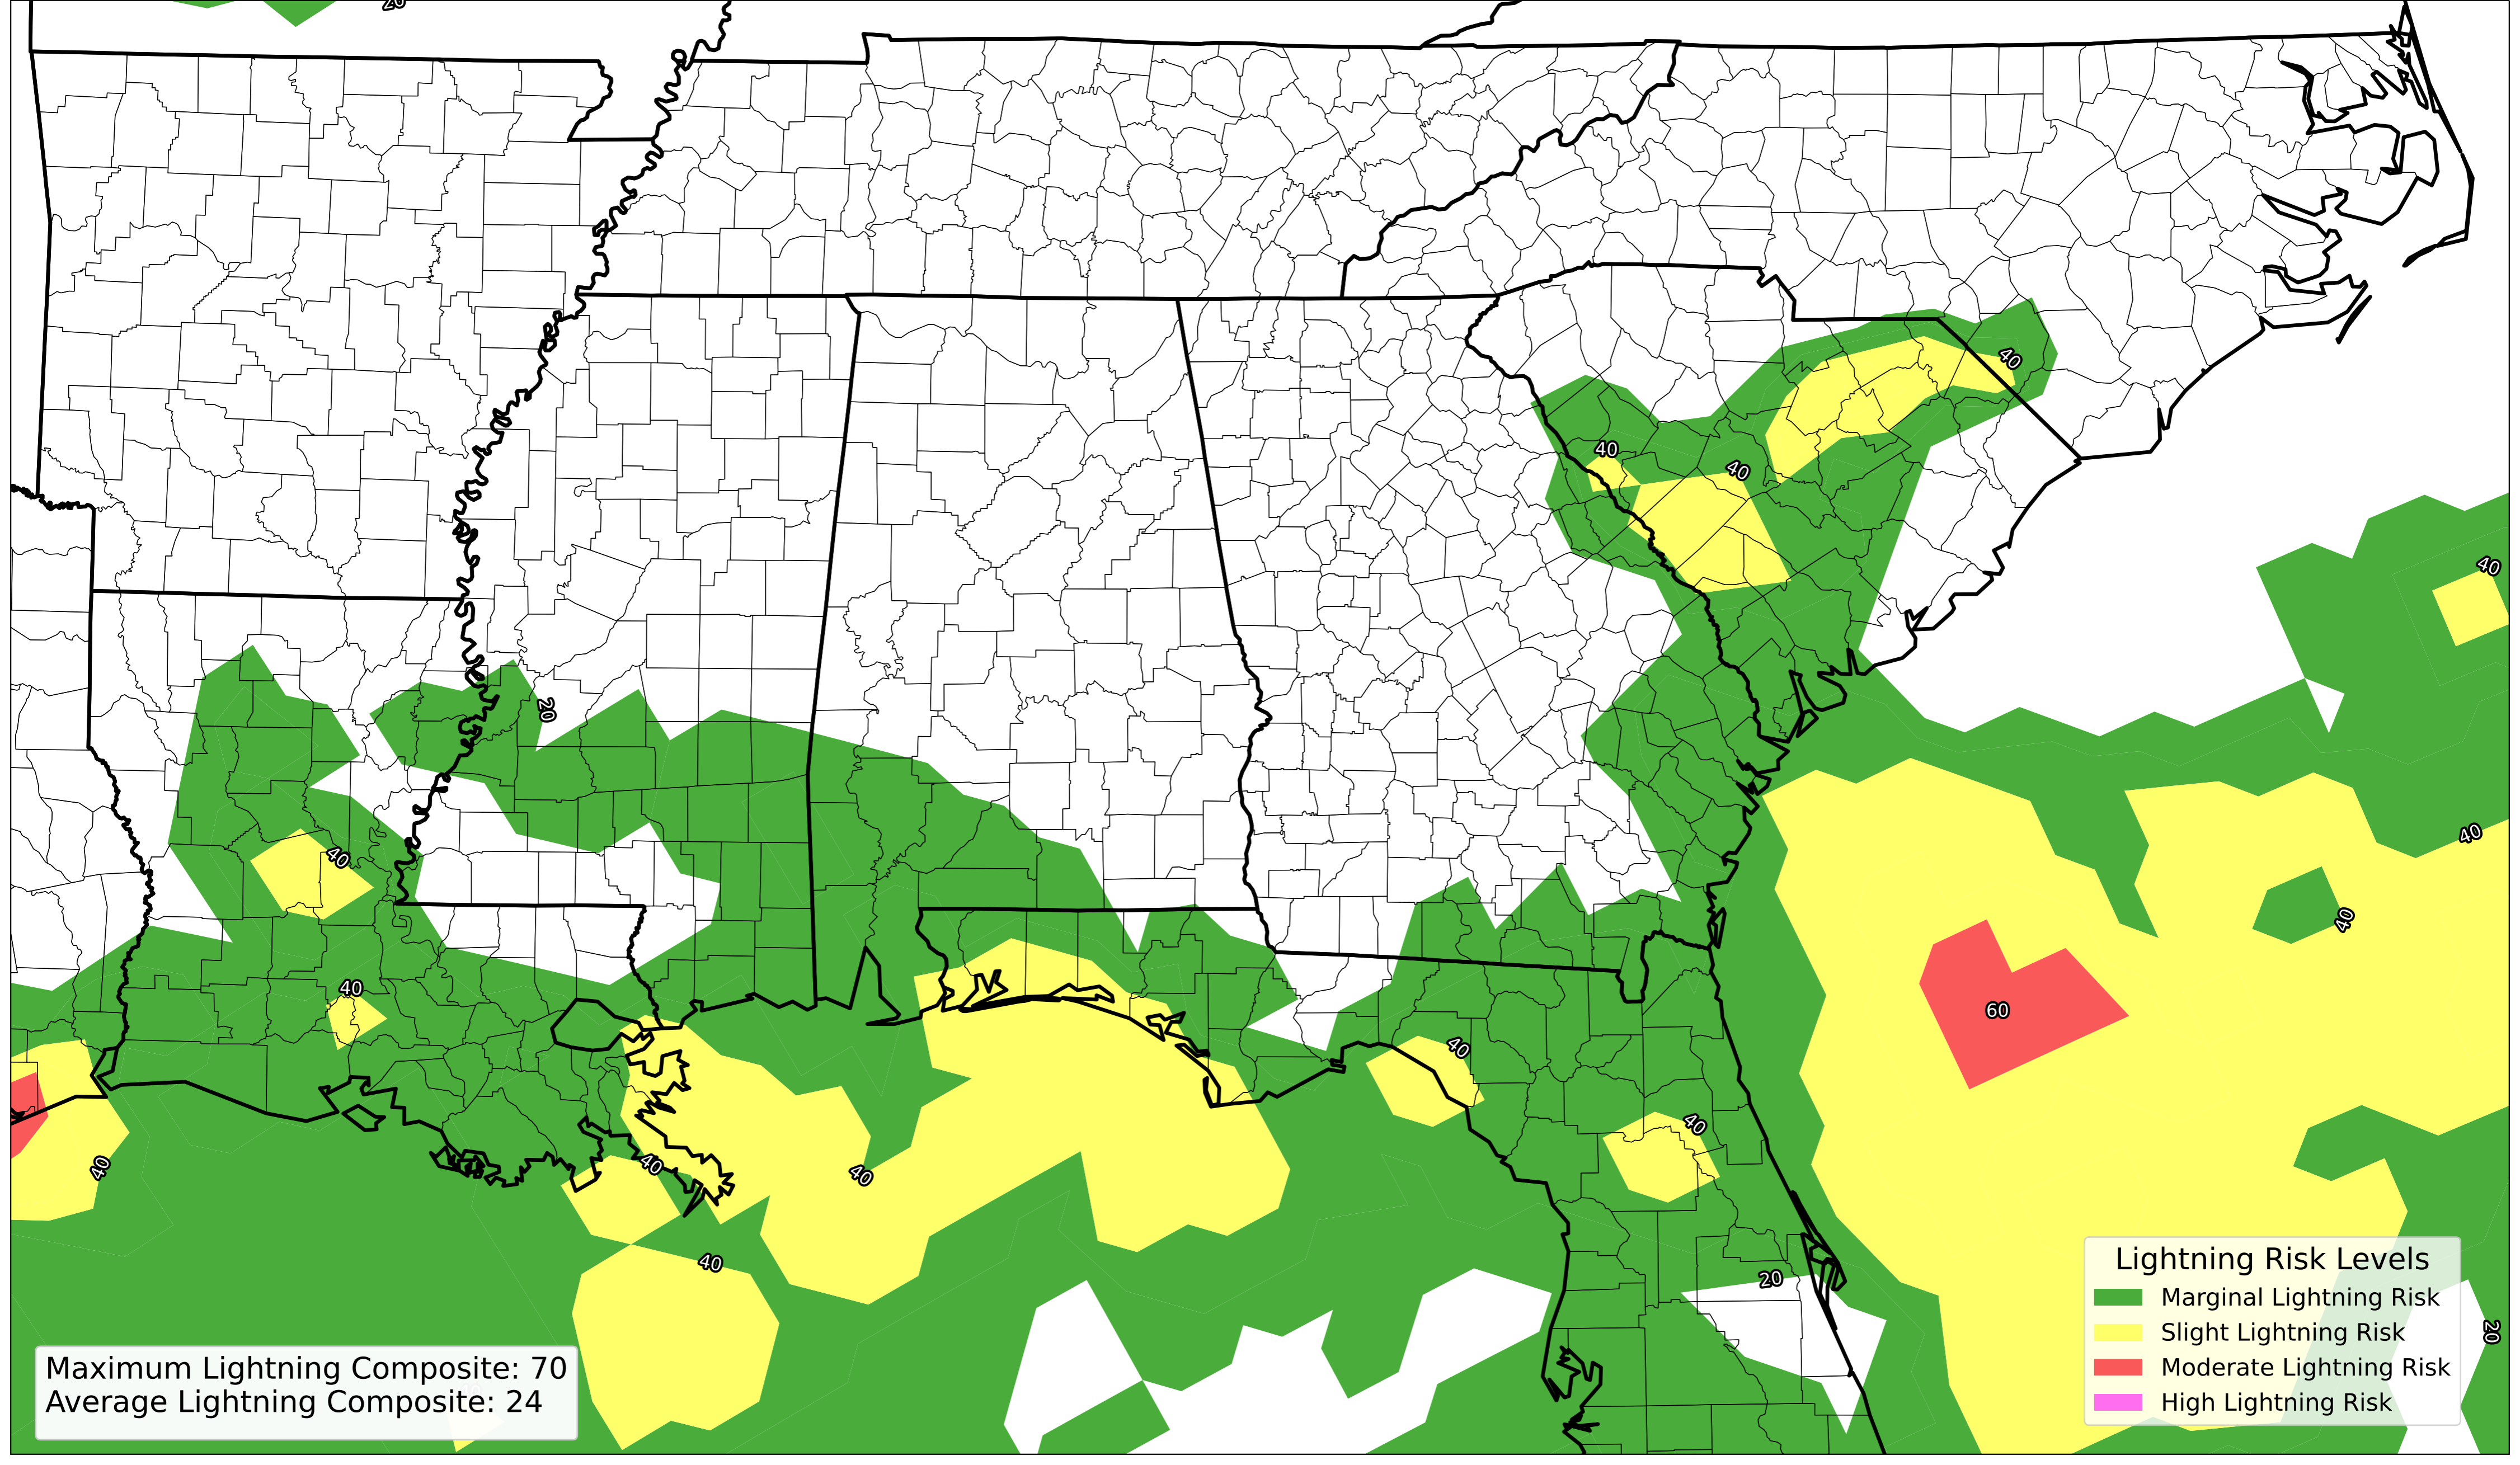 20
40
40
40
40
20
40
40
40
40
60
40
40
40
40
40
40
20
20
Lightning Risk Levels
Marginal Lightning Risk
Slight Lightning Risk
Moderate Lightning Risk
High Lightning Risk
Maximum Lightning Composite: 70
Average Lightning Composite: 24